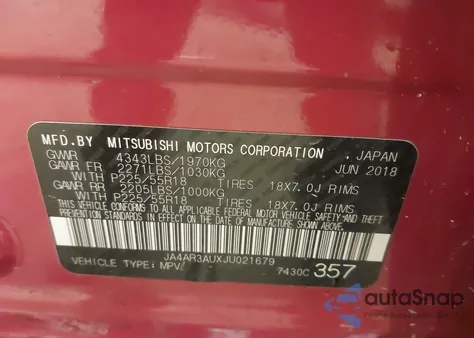 MFD.BY MITSUBISHI MOTORS CORPORATION JAPAN
GVWR 4343LBS/1970KG JUN 2018
GAWR FR 2271LBS/1030KG
WITH P225/55R18 TIRES 18X7.0J RIMS
GAWR RR 2205LBS/1000KG
WITH P225/55R18 TIRES 18X7.0J RIMS
THIS VEHICLE CONFORMS TO ALL APPLICABLE
FEDERAL MOTOR VEHICLE SAFETY AND
THEFT PREVENTION STANDARDS IN EFFECT ON
THE DATE OF MANUFACTURE SHOWN ABOVE.
JA4AR3AUXJU021679
VEHICLE TYPE: MPV 7430C 357
autoSnap